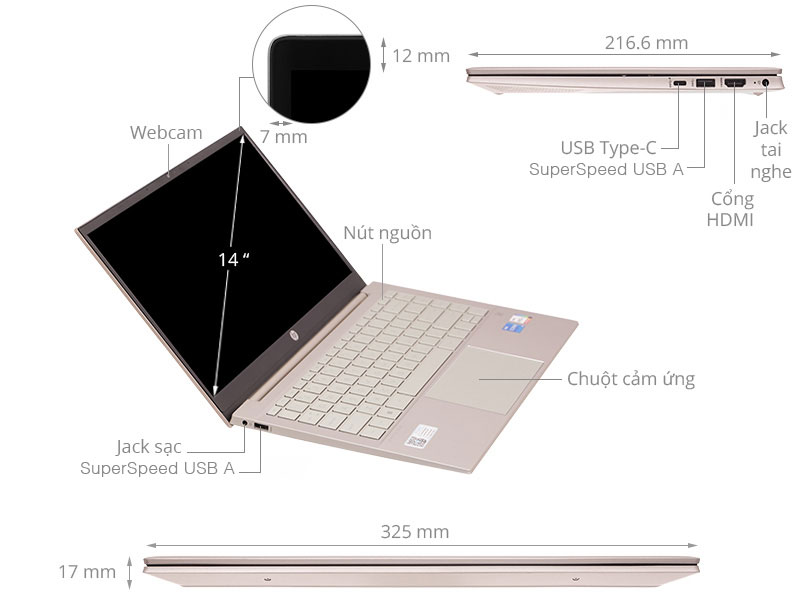 12 mm
7 mm
216.6 mm
USB Type-C
SuperSpeed USB A
Jack
tai
nghe
Cổng
HDMI
Webcam
14 “
Nút nguồn
hp
Chuột cảm ứng
Jack sạc
SuperSpeed USB A
325 mm
17 mm